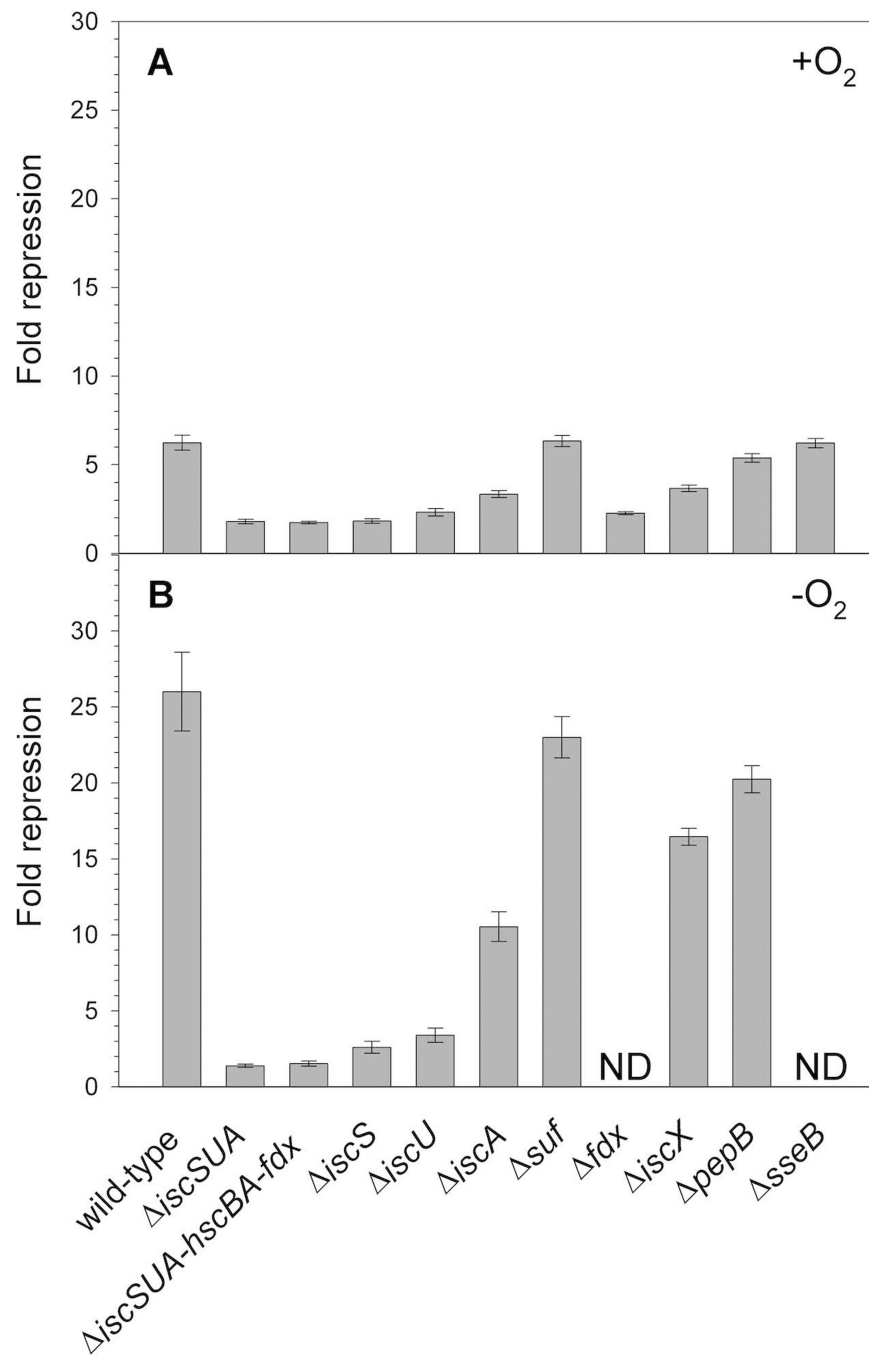 A
+O₂
Fold repression
30
25
20
15
10
5
0
B
-O₂
Fold repression
30
25
20
15
10
5
0
ND
ND
wild-type
ΔiscSUA
ΔiscSUA-hscBA-fdx
ΔiscS
ΔiscU
ΔiscA
Δsuf
Δfdx
ΔiscX
ΔpepB
ΔsseB